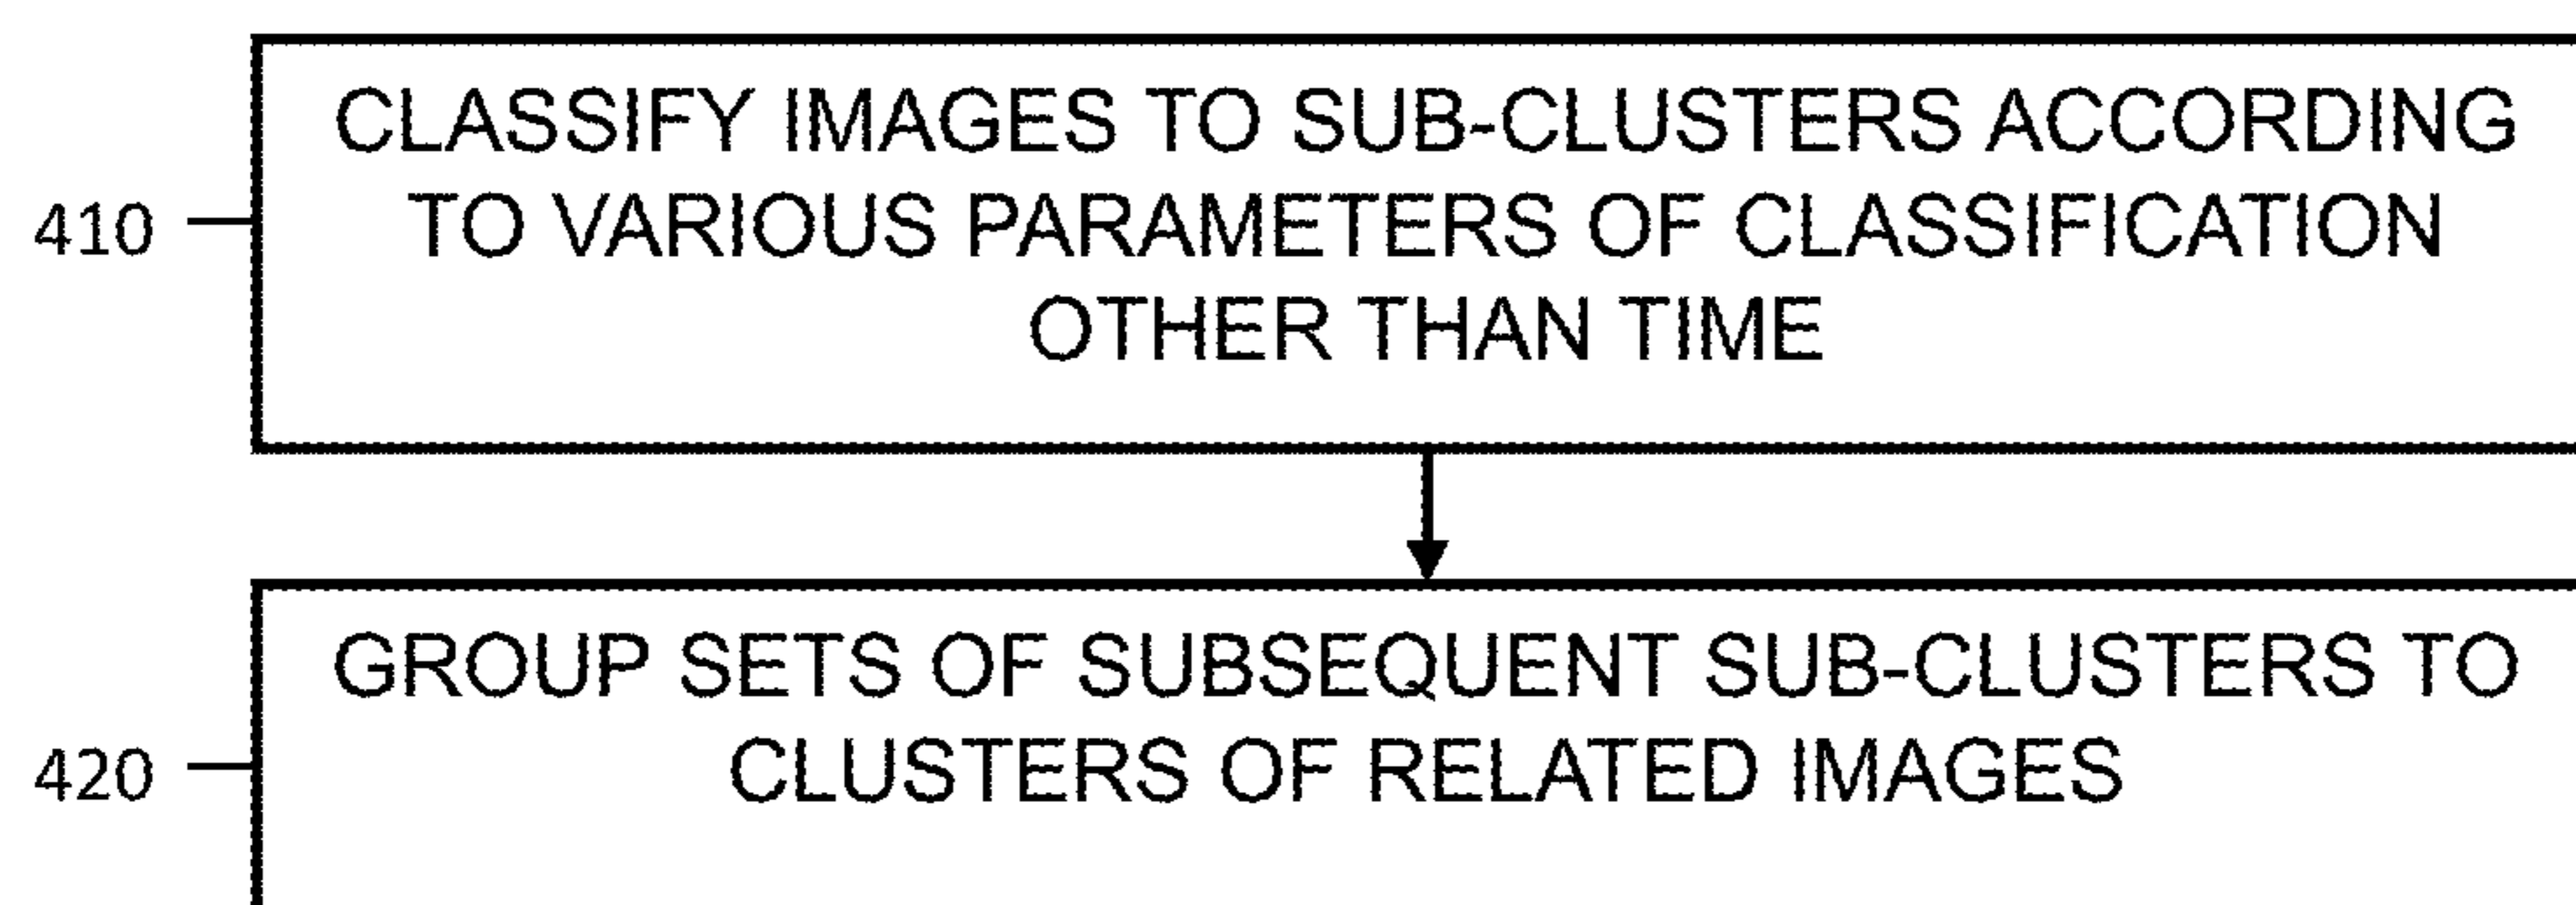 CLASSIFY IMAGES TO SUB-CLUSTERS ACCORDING
410 TO VARIOUS PARAMETERS OF CLASSIFICATION
OTHER THAN TIME
GROUP SETS OF SUBSEQUENT SUB-CLUSTERS TO
420 CLUSTERS OF RELATED IMAGES